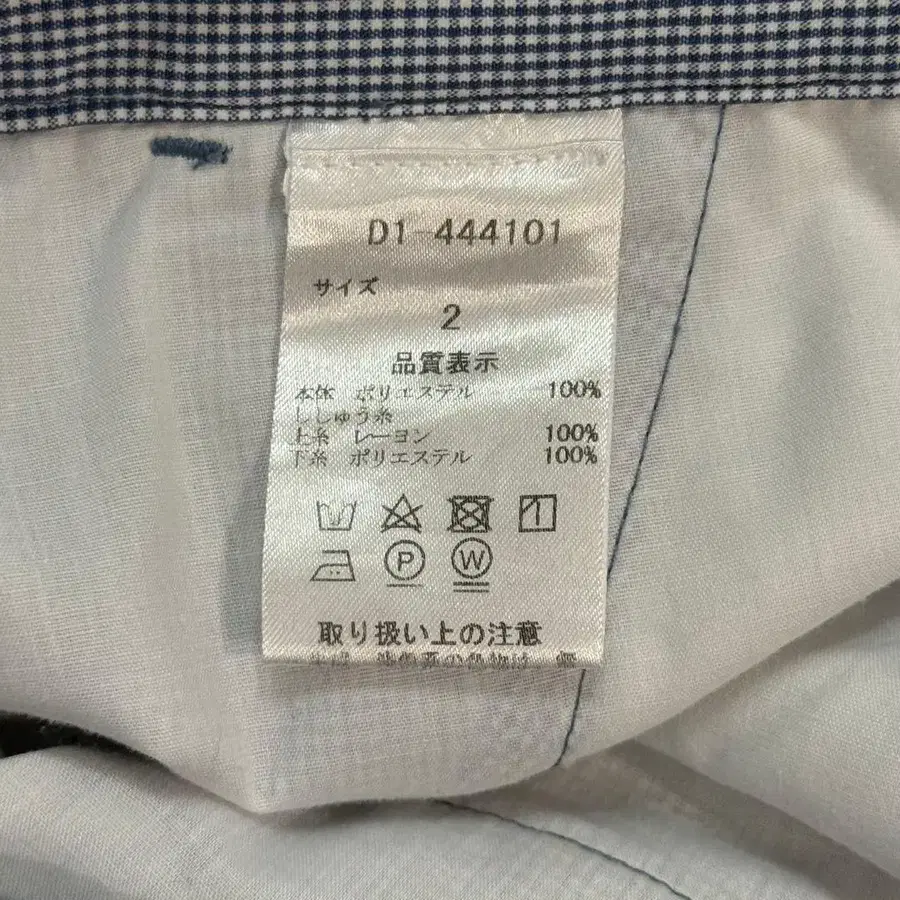 D1-444101
サイズ
2
品質表示
本体 ポリエステル 100%
ししゅう糸
上糸 レーヨン 100%
下糸 ポリエステル 100%
P W
取り扱い上の注意